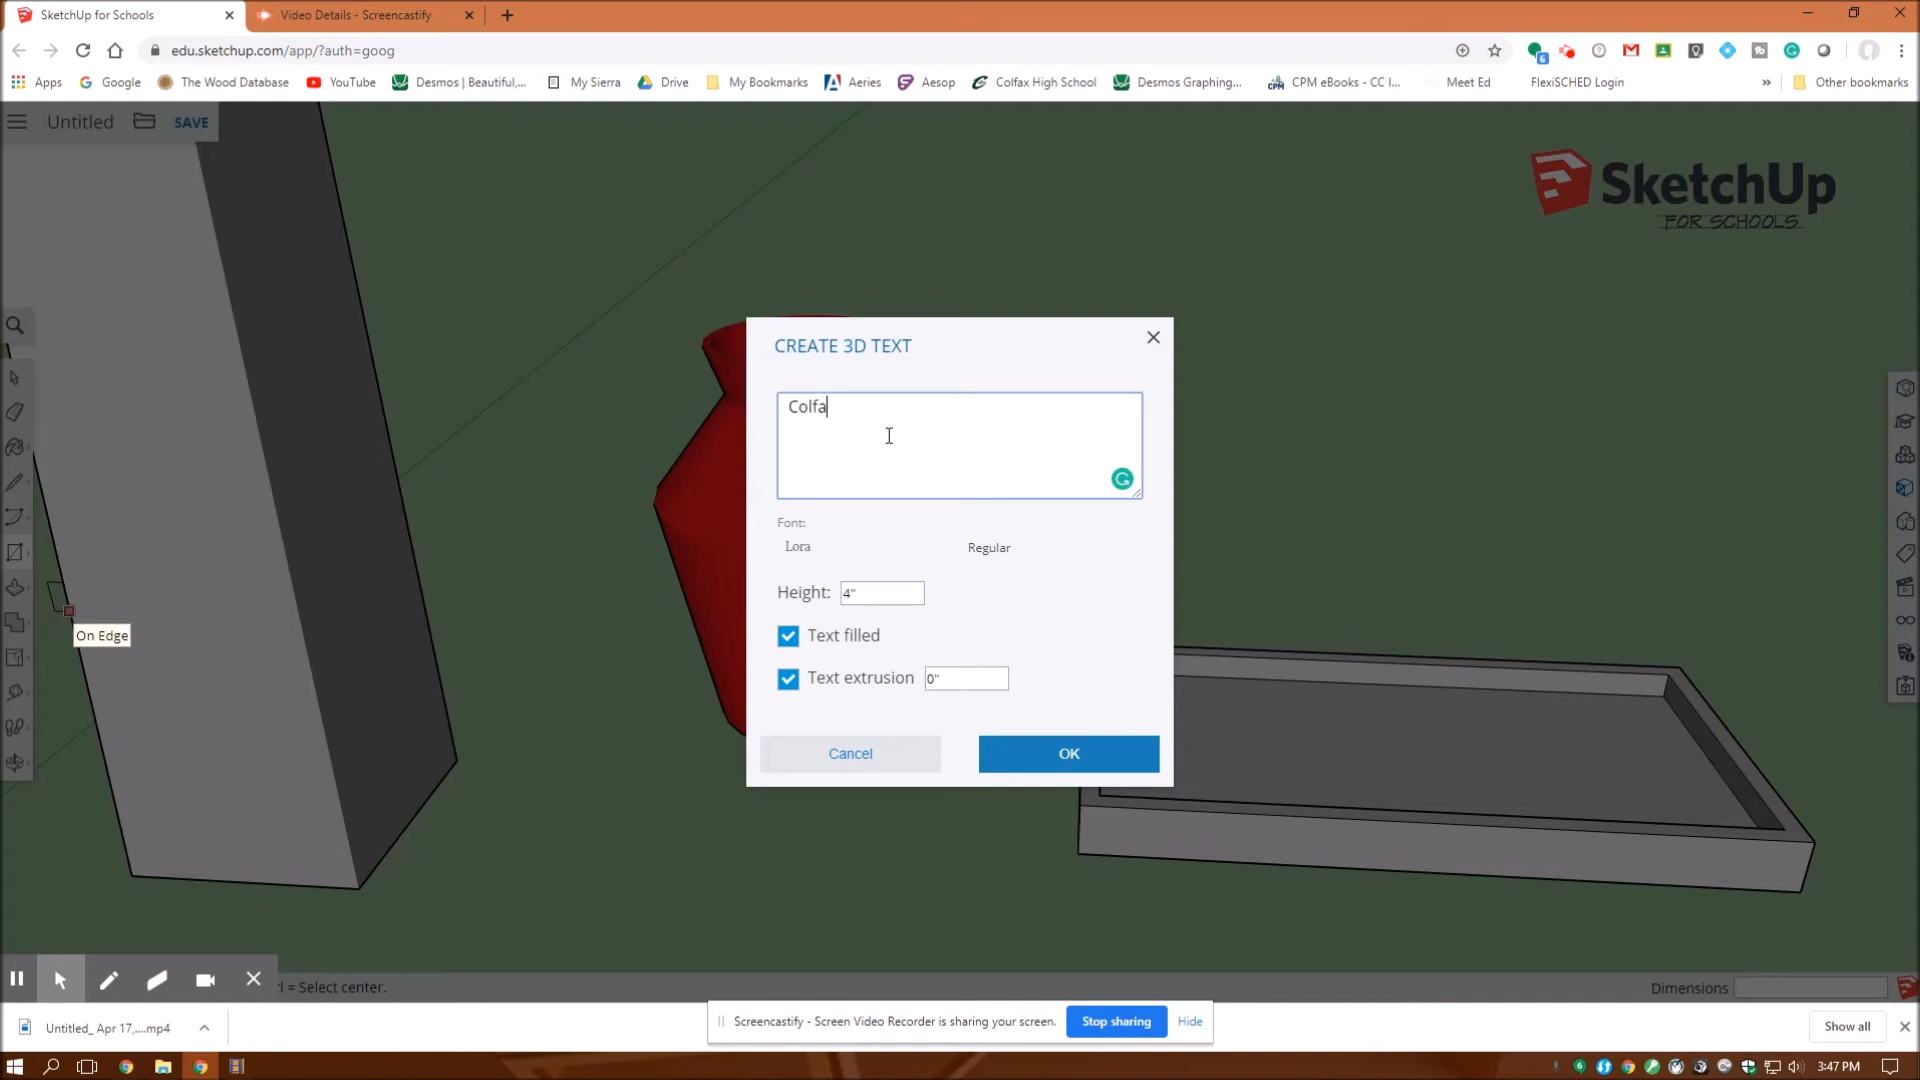 SketchUp for Schools
Video Details - Screencastify
edu.sketchup.com/app/?auth=goog
6
Apps
Google
The Wood Database
YouTube
Desmos | Beautiful,...
My Sierra
Drive
My Bookmarks
Aeries
Aesop
Colfax High School
Desmos Graphing...
CPM
CPM eBooks - CC I...
Meet Ed
FlexiSCHED Login
»
Other bookmarks
Untitled
SAVE
SketchUp
FOR SCHOOLS
CREATE 3D TEXT
Colfa
Font:
Lora
Regular
Height: 4"
Text filled
Text extrusion 0"
Cancel
OK
On Edge
rl = Select center.
Dimensions
Untitled_ Apr 17,....mp4
Screencastify - Screen Video Recorder is sharing your screen.
Stop sharing
Hide
Show all
3:47 PM